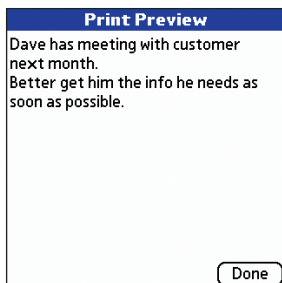 Print Preview
Dave has meeting with customer
next month.
Better get him the info he needs as
soon as possible.
Done